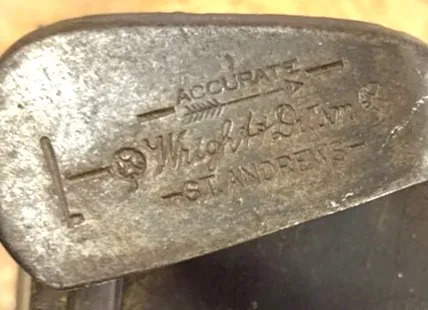 ACCURATE
Wright & Ditson
ST. ANDREWS